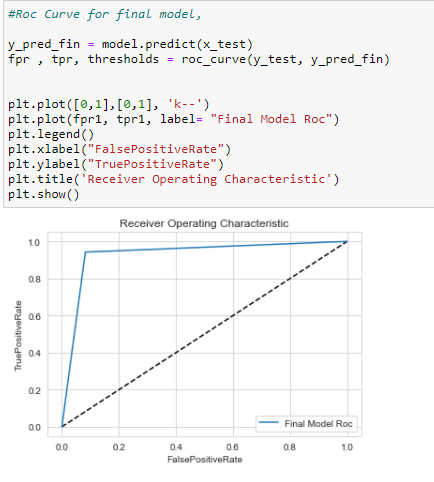 #Roc Curve for final model,
y_pred_fin = model.predict(x_test)
fpr , tpr, thresholds = roc_curve(y_test, y_pred_fin)
plt.plot([0,1],[0,1], 'k--')
plt.plot(fpr1, tpr1, label= "Final Model Roc")
plt.legend()
plt.xlabel("FalsePositiveRate")
plt.ylabel("TruePositiveRate")
plt.title('Receiver Operating Characteristic')
plt.show()
Receiver Operating Characteristic
TruePositiveRate
1.0
0.8
0.6
0.4
0.2
0.0
Final Model Roc
0.0 0.2 0.4 0.6 0.8 1.0
FalsePositiveRate